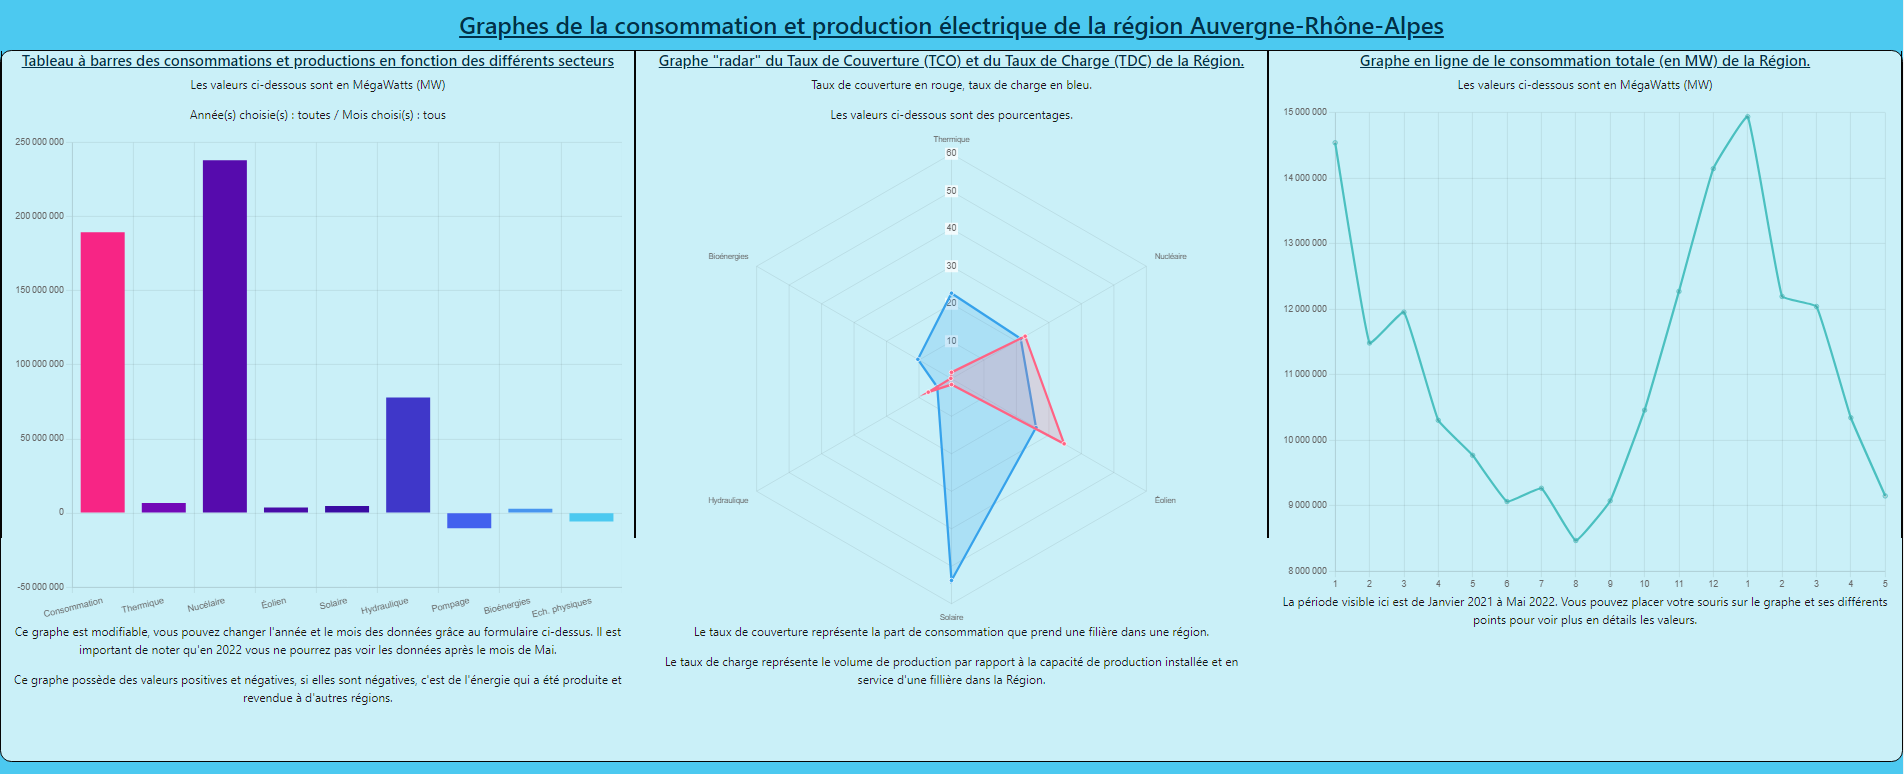 Graphes de la consommation et production électrique de la région Auvergne-Rhône-Alpes
Tableau à barres des consommations et productions en fonction des différents secteurs
Les valeurs ci-dessous sont en MégaWatts (MW)
Année(s) choisie(s) : toutes / Mois choisi(s) : tous
250 000 000
200 000 000
150 000 000
100 000 000
50 000 000
0
-50 000 000
Consommation
Thermique
Nucélaire
Éolien
Solaire
Hydraulique
Pompage
Bioénergies
Ech. physiques
Ce graphe est modifiable, vous pouvez changer l'année et le mois des données grâce au formulaire ci-dessus. Il est
important de noter qu'en 2022 vous ne pourrez pas voir les données après le mois de Mai.
Ce graphe possède des valeurs positives et négatives, si elles sont négatives, c'est de l'énergie qui a été produite et
revendue à d'autres régions.
Graphe "radar" du Taux de Couverture (TCO) et du Taux de Charge (TDC) de la Région.
Taux de couverture en rouge, taux de charge en bleu.
Les valeurs ci-dessous sont des pourcentages.
Thermique
60
50
40
30
20
10
Bioénergies
Nucléaire
Hydraulique
Éolien
Solaire
Le taux de couverture représente la part de consommation que prend une filière dans une région.
Le taux de charge représente le volume de production par rapport à la capacité de production installée et en
service d'une fillière dans la Région.
Graphe en ligne de le consommation totale (en MW) de la Région.
Les valeurs ci-dessous sont en MégaWatts (MW)
15 000 000
14 000 000
13 000 000
12 000 000
11 000 000
10 000 000
9 000 000
8 000 000
1 2 3 4 5 6 7 8 9 10 11 12 1 2 3 4 5
La période visible ici est de Janvier 2021 à Mai 2022. Vous pouvez placer votre souris sur le graphe et ses différents
points pour voir plus en détails les valeurs.